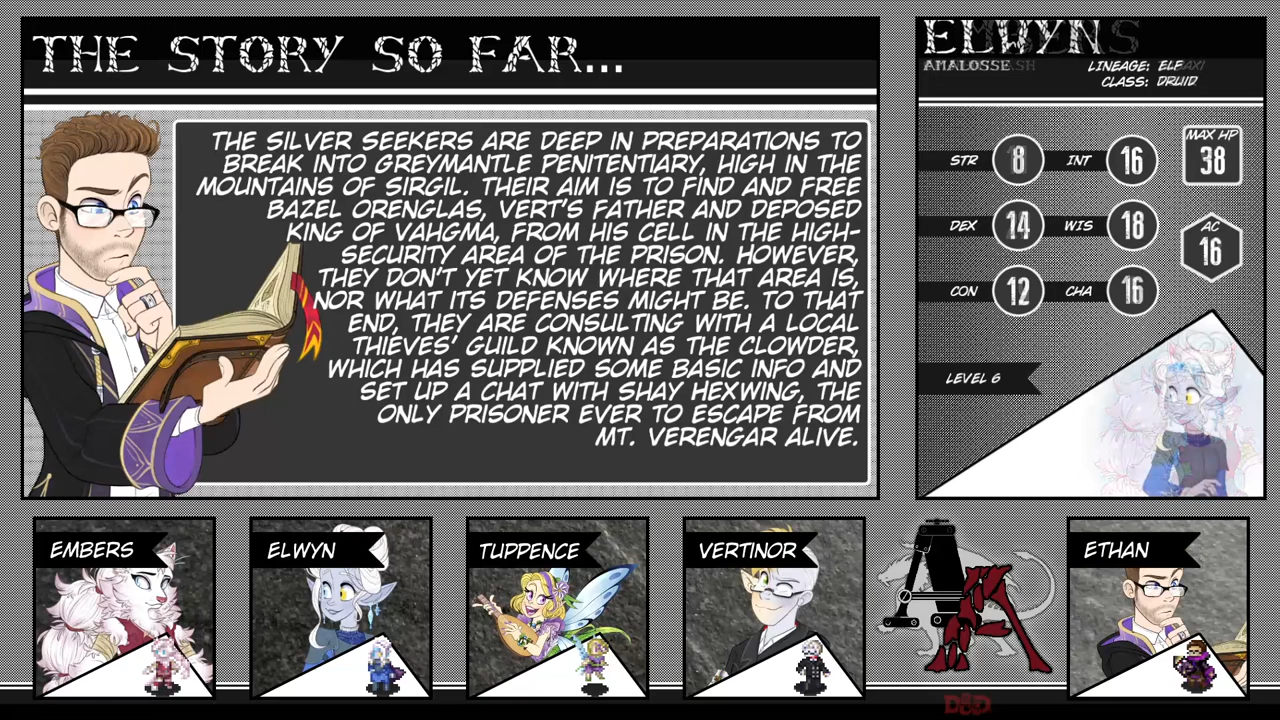 THE STORY SO FAR...
THE SILVER SEEKERS ARE DEEP IN PREPARATIONS TO
BREAK INTO GREYMANTLE PENITENTIARY, HIGH IN THE
MOUNTAINS OF SIRGIL. THEIR AIM IS TO FIND AND FREE
BAZEL ORENGLAS, VERT'S FATHER AND DEPOSED
KING OF VAHGMA, FROM HIS CELL IN THE HIGH-
SECURITY AREA OF THE PRISON. HOWEVER,
THEY DON'T YET KNOW WHERE THAT AREA IS,
NOR WHAT ITS DEFENSES MIGHT BE. TO THAT
END, THEY ARE CONSULTING WITH A LOCAL
THIEVES' GUILD KNOWN AS THE CLOWDER,
WHICH HAS SUPPLIED SOME BASIC INFO AND
SET UP A CHAT WITH SHAY HEXWING, THE
ONLY PRISONER EVER TO ESCAPE FROM
MT. VERENGAR ALIVE.
ELWYN
AMALOSSE
LINEAGE: ELF
CLASS: DRUID
STR 8 INT 16
MAX HP
38
DEX 14 WIS 18
AC
16
CON 12 CHA 16
LEVEL 6
EMBERS
ELWYN
TUPPENCE
VERTINOR
ETHAN
D&D